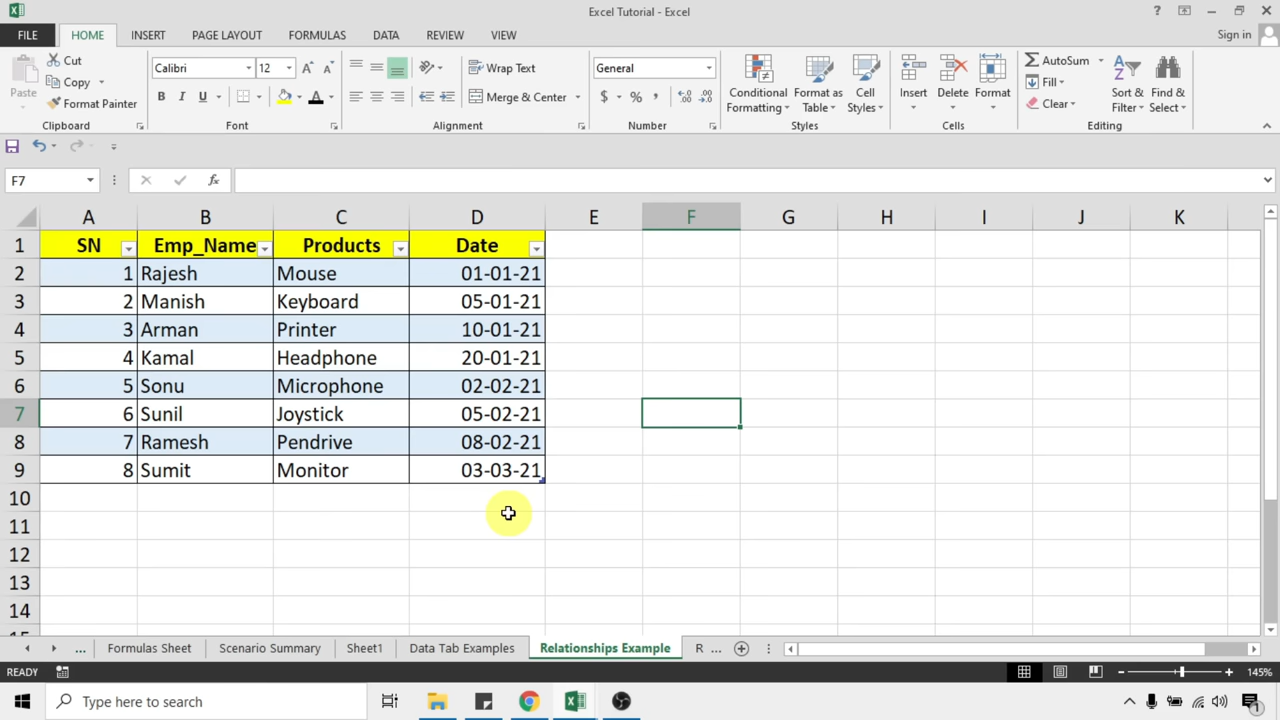 Excel Tutorial - Excel
?
FILE HOME INSERT PAGE LAYOUT FORMULAS DATA REVIEW VIEW Sign in
Paste Cut Copy Format Painter
Clipboard
Calibri 12 A A
B I U A
Font
Wrap Text
Merge & Center
Alignment
General
$ % ,
Number
Conditional Formatting Format as Table Cell Styles
Styles
Insert Delete Format
Cells
AutoSum Fill Clear Sort & Filter Find & Select
Editing
F7 fx
A B C D E F G H I J K
1 SN Emp_Name Products Date
2 1 Rajesh Mouse 01-01-21
3 2 Manish Keyboard 05-01-21
4 3 Arman Printer 10-01-21
5 4 Kamal Headphone 20-01-21
6 5 Sonu Microphone 02-02-21
7 6 Sunil Joystick 05-02-21
8 7 Ramesh Pendrive 08-02-21
9 8 Sumit Monitor 03-03-21
10
11
12
13
14
... Formulas Sheet Scenario Summary Sheet1 Data Tab Examples Relationships Example R ...
READY 145%
Type here to search 1